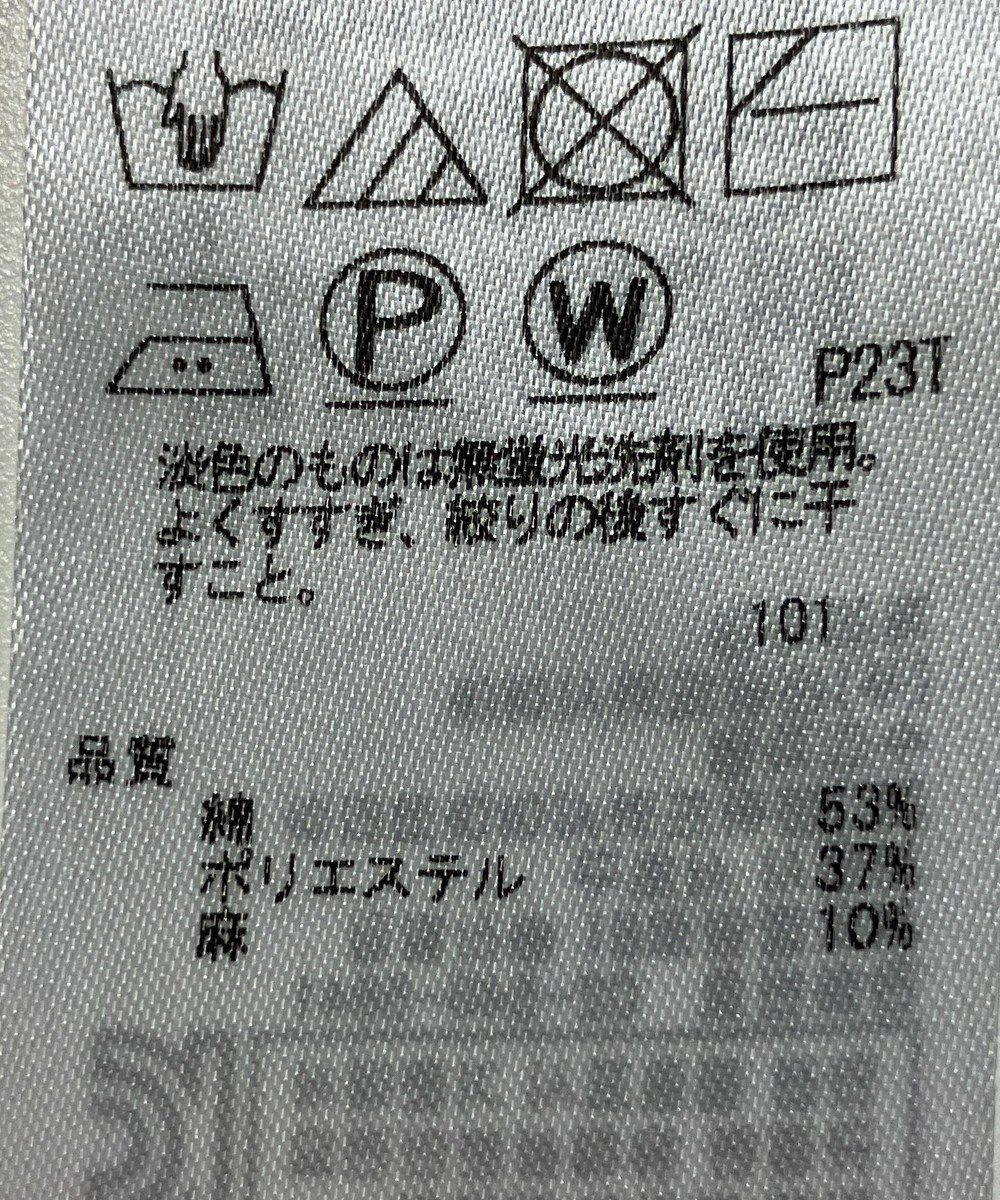 P
W
P23T
淡色のものは無蛍光洗剤を使用。
よくすすぎ、絞りの後すぐに干
すこと。
101
品質
綿 53%
ポリエステル 37%
麻 10%